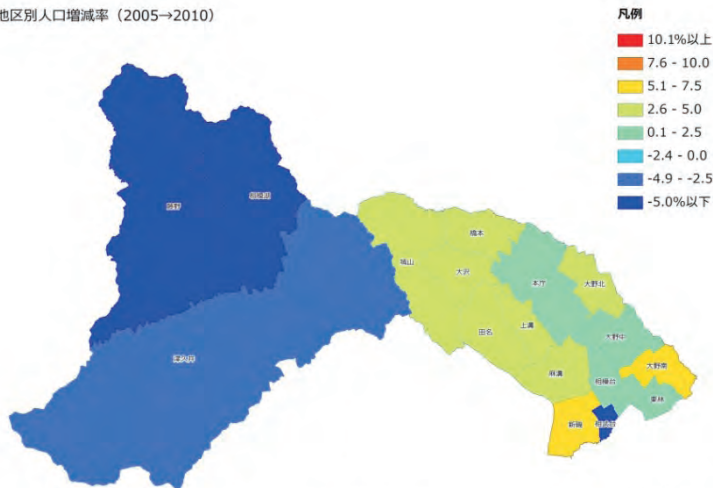 地区別人口増減率（2005→2010）
凡例
10.1%以上
7.6 - 10.0
5.1 - 7.5
2.6 - 5.0
0.1 - 2.5
-2.4 - 0.0
-4.9 - -2.5
-5.0%以下
藤野
相模湖
津久井
城山
橋本
大沢
田名
上溝
麻溝
本庁
大野北
大野中
大野南
相模台
東林
新磯
相武台